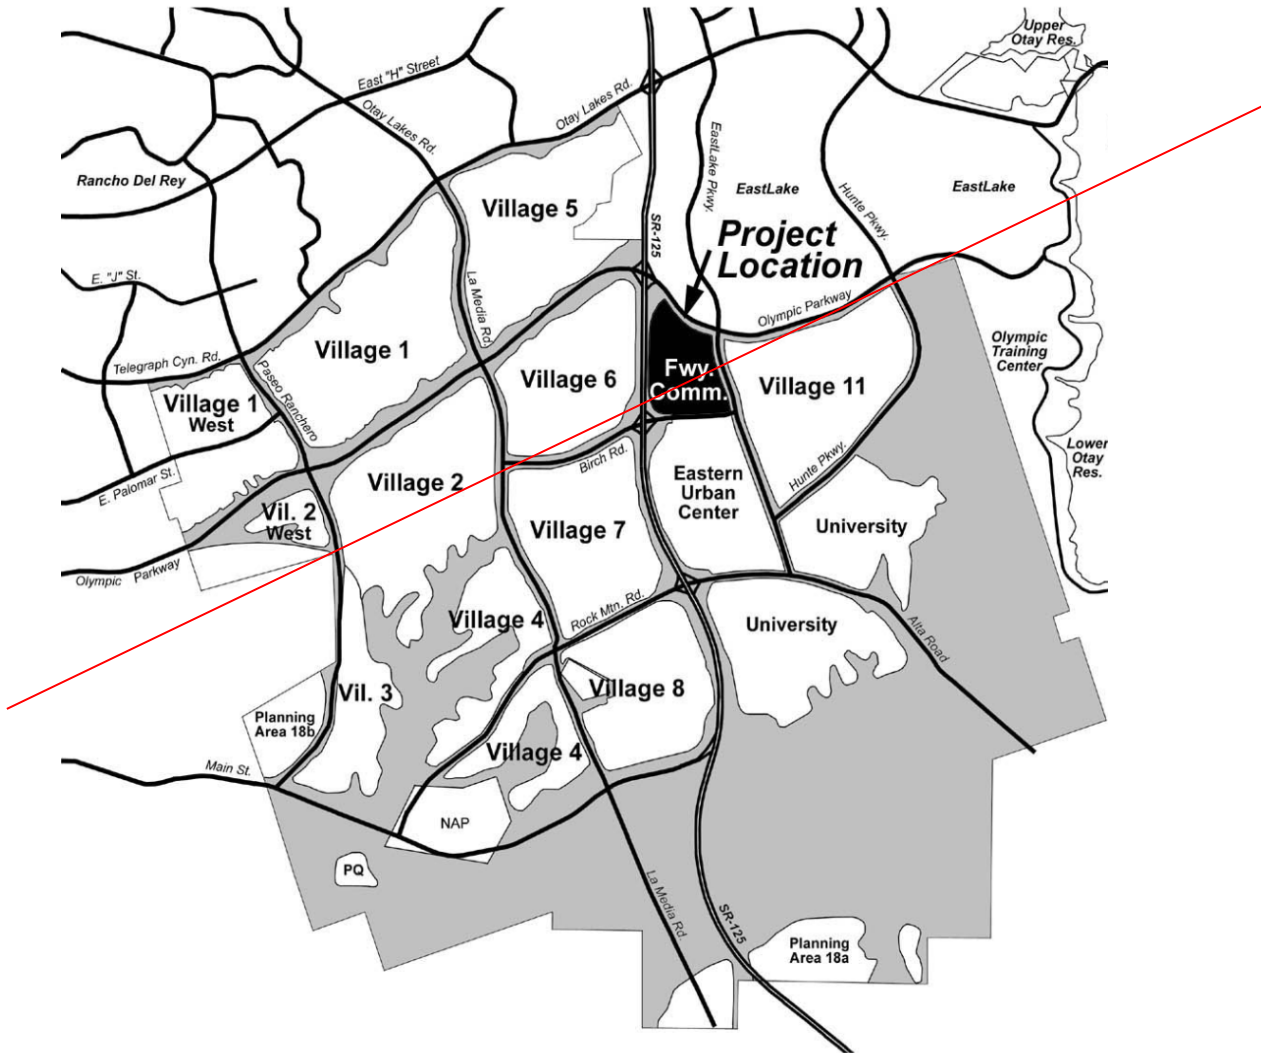 Upper
Otay Res.
East "H" Street
Otay Lakes Rd.
Otay Lakes Rd.
EastLake Pkwy.
Rancho Del Rey
EastLake
Hunte Pkwy.
EastLake
Village 5
SR-125
Project
Location
E. "J" St.
La Media Rd.
Olympic Parkway
Village 1
Olympic
Training
Center
Telegraph Cyn. Rd.
Paseo Ranchero
Village 6
Fwy.
Comm.
Village 11
Village 1
West
Lower
Otay
Res.
Birch Rd.
Hunte Pkwy.
E. Palomar St.
Village 2
Eastern
Urban
Center
Vil. 2
West
Village 7
University
Olympic Parkway
Rock Mtn. Rd.
Village 4
University
Alta Road
Vil. 3
Village 8
Planning
Area 18b
Village 4
Main St.
NAP
PQ
La Media Rd.
SR-125
Planning
Area 18a